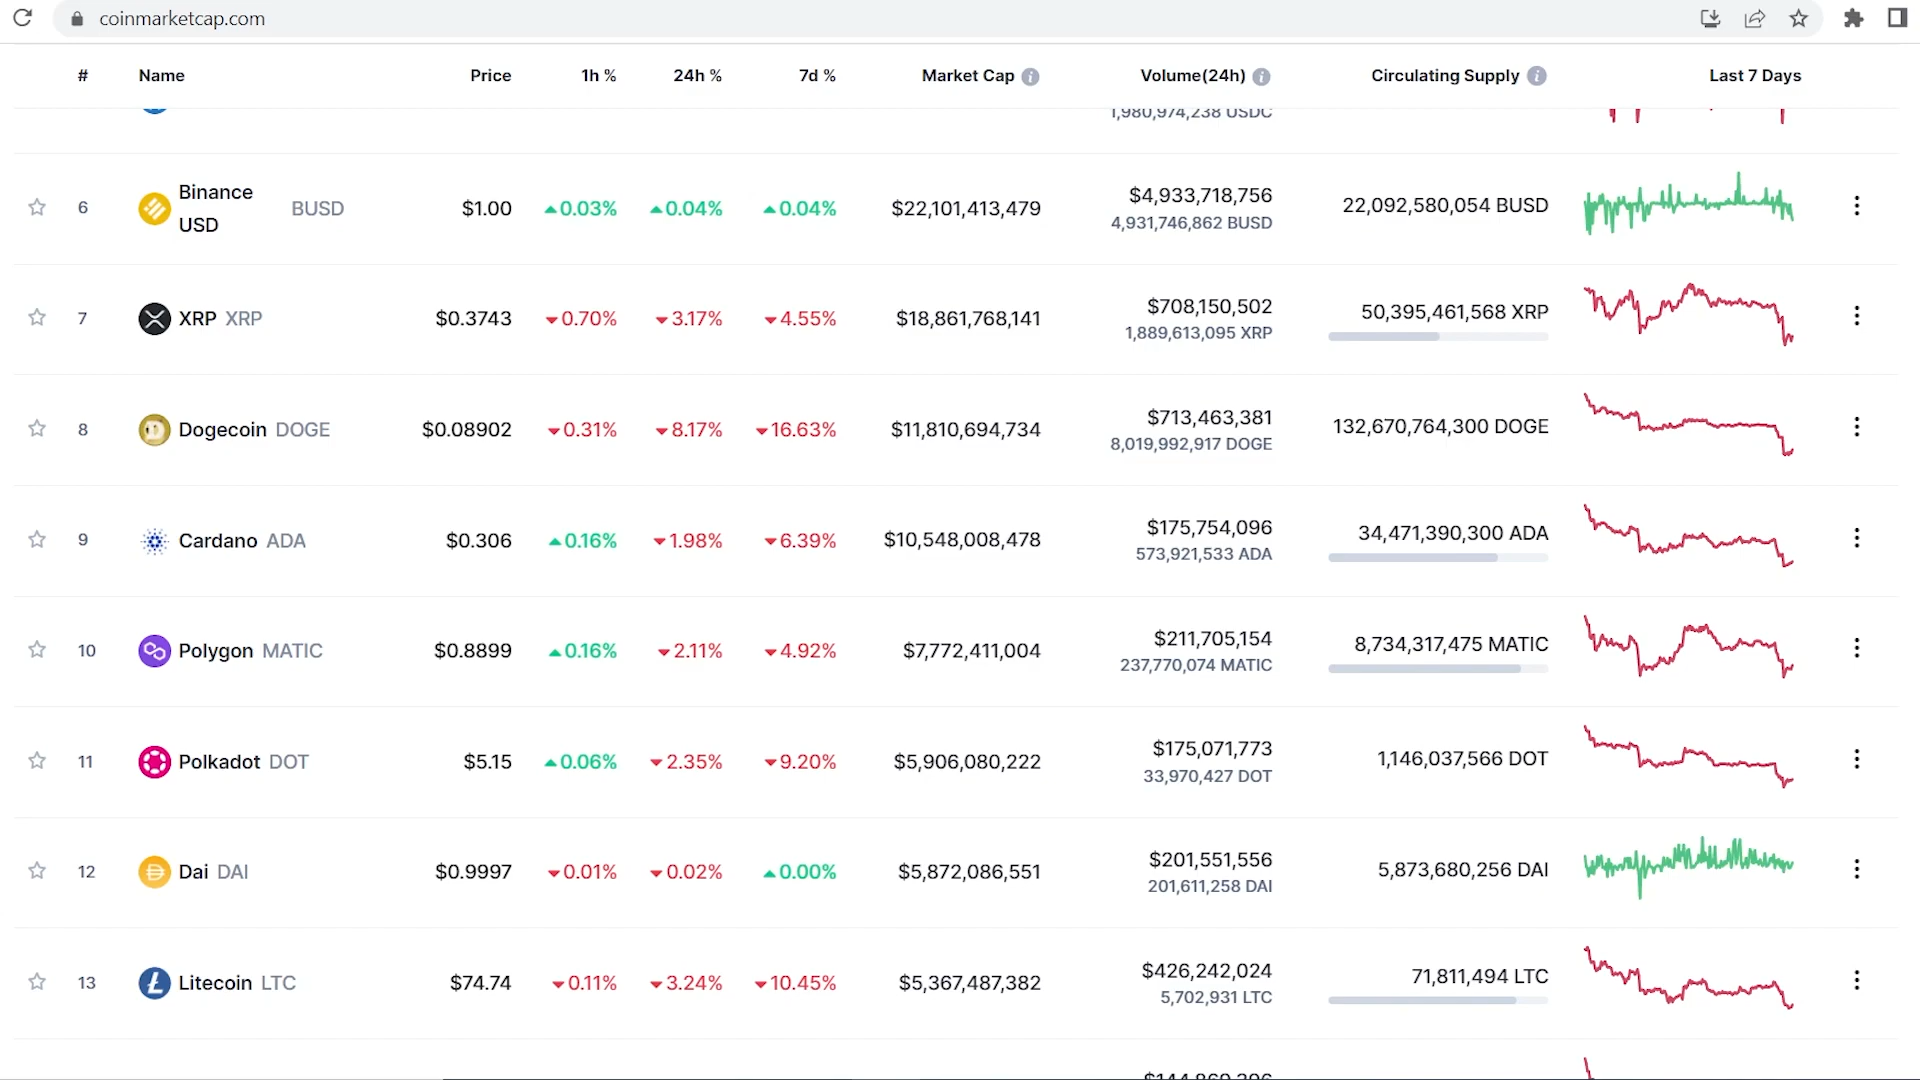 coinmarketcap.com
# Name Price 1h % 24h % 7d % Market Cap Volume(24h) Circulating Supply Last 7 Days
1,980,974,238 USDC
6 Binance USD BUSD $1.00 0.03% 0.04% 0.04% $22,101,413,479 $4,933,718,756 22,092,580,054 BUSD
4,931,746,862 BUSD
7 XRP XRP $0.3743 0.70% 3.17% 4.55% $18,861,768,141 $708,150,502 50,395,461,568 XRP
1,889,613,095 XRP
8 Dogecoin DOGE $0.08902 0.31% 8.17% 16.63% $11,810,694,734 $713,463,381 132,670,764,300 DOGE
8,019,992,917 DOGE
9 Cardano ADA $0.306 0.16% 1.98% 6.39% $10,548,008,478 $175,754,096 34,471,390,300 ADA
573,921,533 ADA
10 Polygon MATIC $0.8899 0.16% 2.11% 4.92% $7,772,411,004 $211,705,154 8,734,317,475 MATIC
237,770,074 MATIC
11 Polkadot DOT $5.15 0.06% 2.35% 9.20% $5,906,080,222 $175,071,773 1,146,037,566 DOT
33,970,427 DOT
12 Dai DAI $0.9997 0.01% 0.02% 0.00% $5,872,086,551 $201,551,556 5,873,680,256 DAI
201,611,258 DAI
13 Litecoin LTC $74.74 0.11% 3.24% 10.45% $5,367,487,382 $426,242,024 71,811,494 LTC
5,702,931 LTC